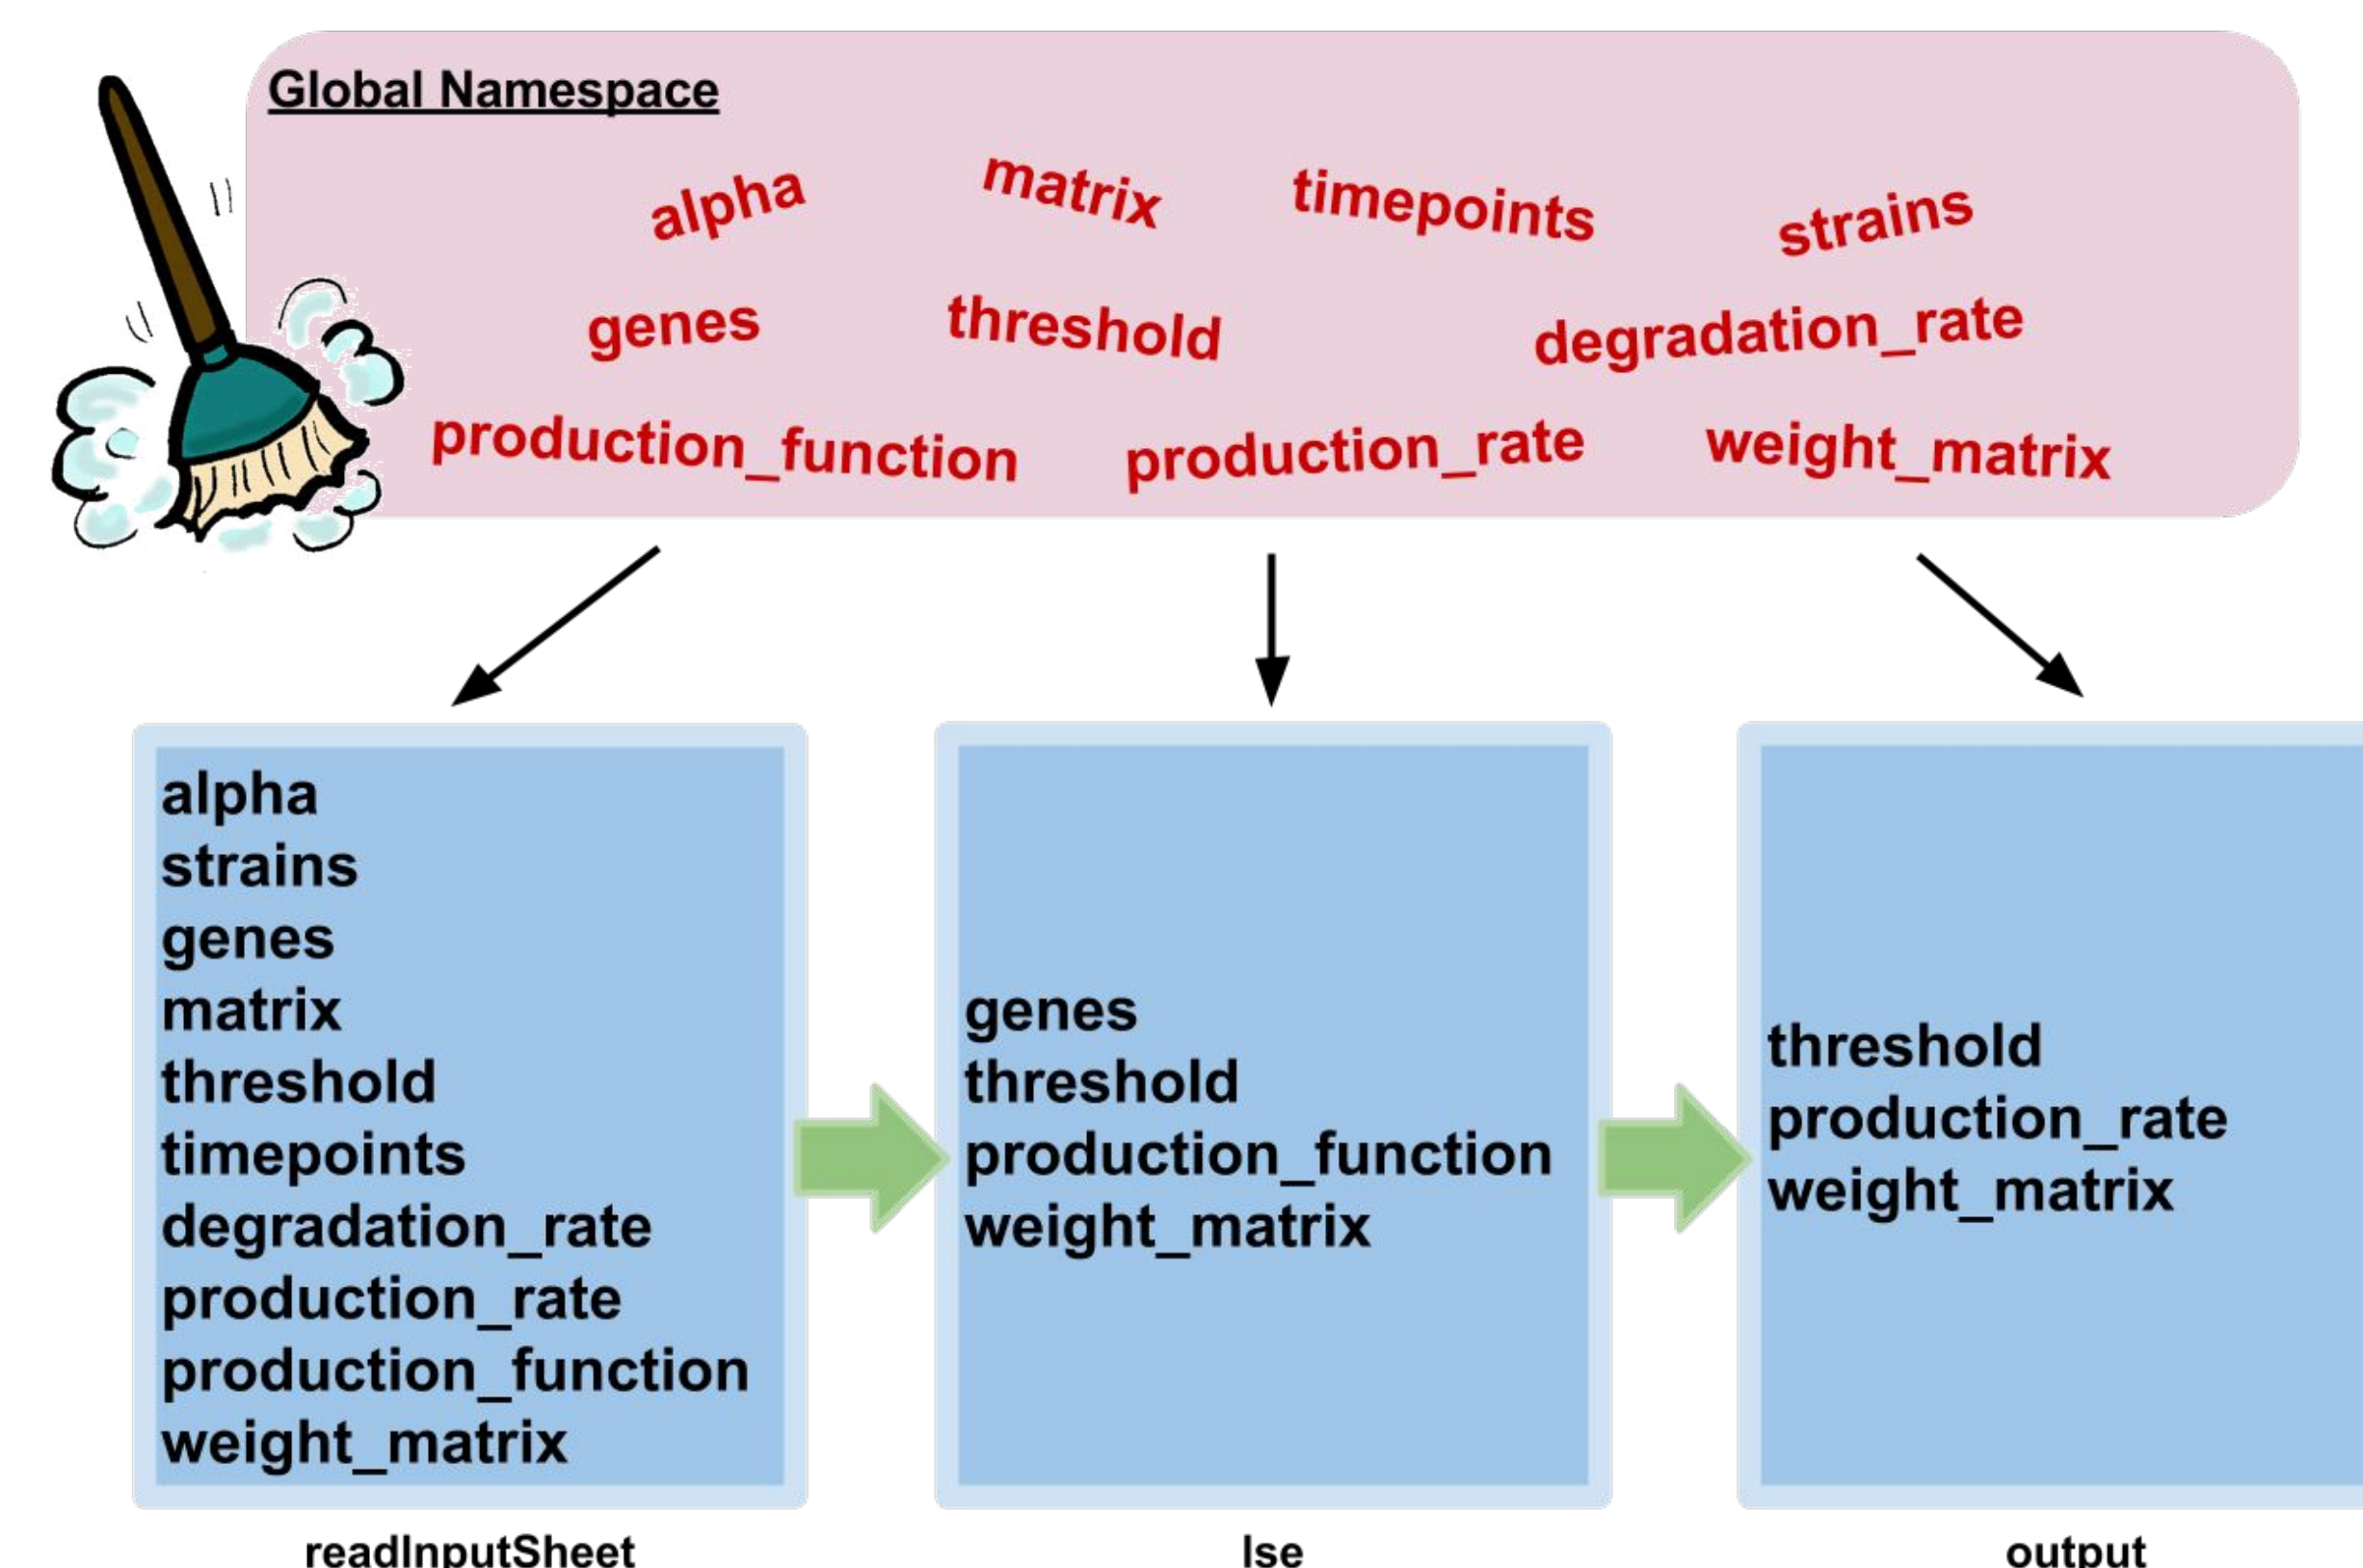 Global Namespace
alpha matrix timepoints strains
genes threshold degradation_rate
production_function production_rate weight_matrix
alpha
strains
genes
matrix
threshold
timepoints
degradation_rate
production_rate
production_function
weight_matrix
readInputSheet
genes
threshold
production_function
weight_matrix
lse
threshold
production_rate
weight_matrix
output